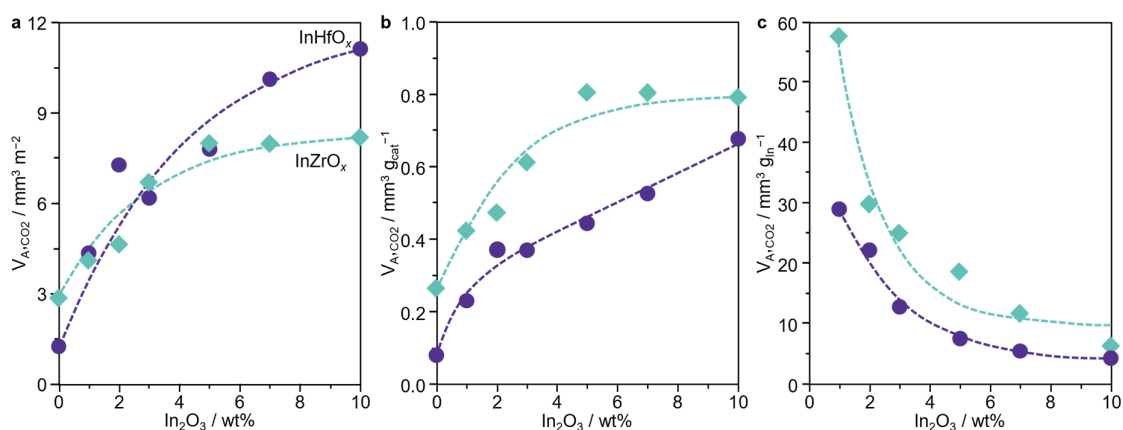 a
V_A,CO2 / mm³ m⁻²
12
9
6
3
0
InHfOₓ
InZrOₓ
0 2 4 6 8 10
In₂O₃ / wt%
b
V_A,CO2 / mm³ g_cat⁻¹
1.0
0.8
0.6
0.4
0.2
0.0
0 2 4 6 8 10
In₂O₃ / wt%
c
V_A,CO2 / mm³ g_In⁻¹
60
50
40
30
20
10
0
0 2 4 6 8 10
In₂O₃ / wt%